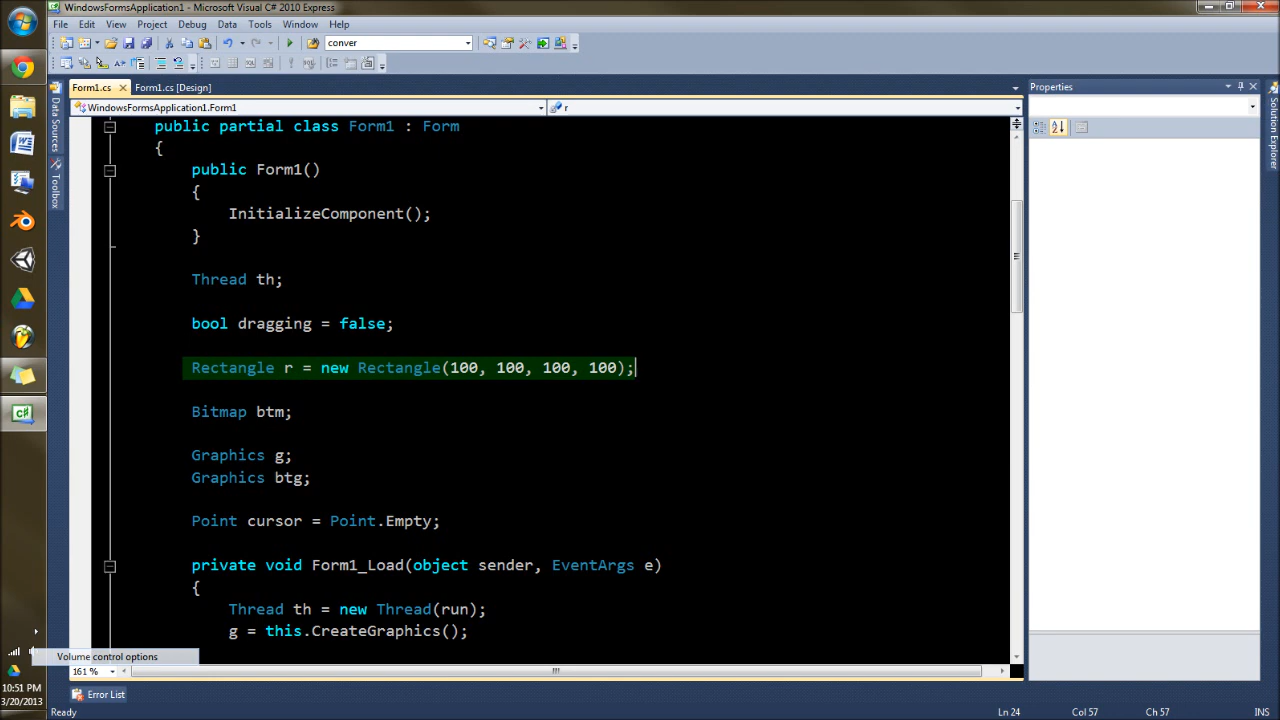 WindowsFormsApplication1 - Microsoft Visual C# 2010 Express
File Edit View Project Debug Data Tools Window Help
conver
Form1.cs Form1.cs [Design]
WindowsFormsApplication1.Form1 r
Properties
Data Sources
Toolbox
Solution Explorer
public partial class Form1 : Form
{
public Form1()
{
InitializeComponent();
}
Thread th;
bool dragging = false;
Rectangle r = new Rectangle(100, 100, 100, 100);
Bitmap btm;
Graphics g;
Graphics btg;
Point cursor = Point.Empty;
private void Form1_Load(object sender, EventArgs e)
{
Thread th = new Thread(run);
g = this.CreateGraphics();
Volume control options
161 %
10:51 PM
3/20/2013
Error List
Ready Ln 24 Col 57 Ch 57 INS